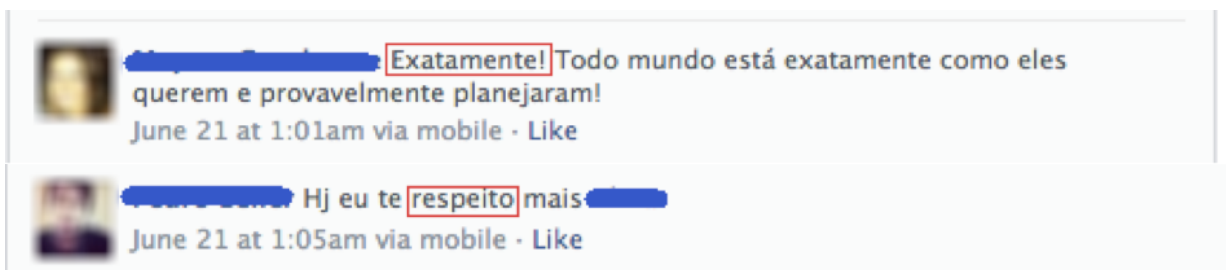 Exatamente! Todo mundo está exatamente como eles
querem e provavelmente planejaram!
June 21 at 1:01am via mobile · Like
Hj eu te respeito mais
June 21 at 1:05am via mobile · Like